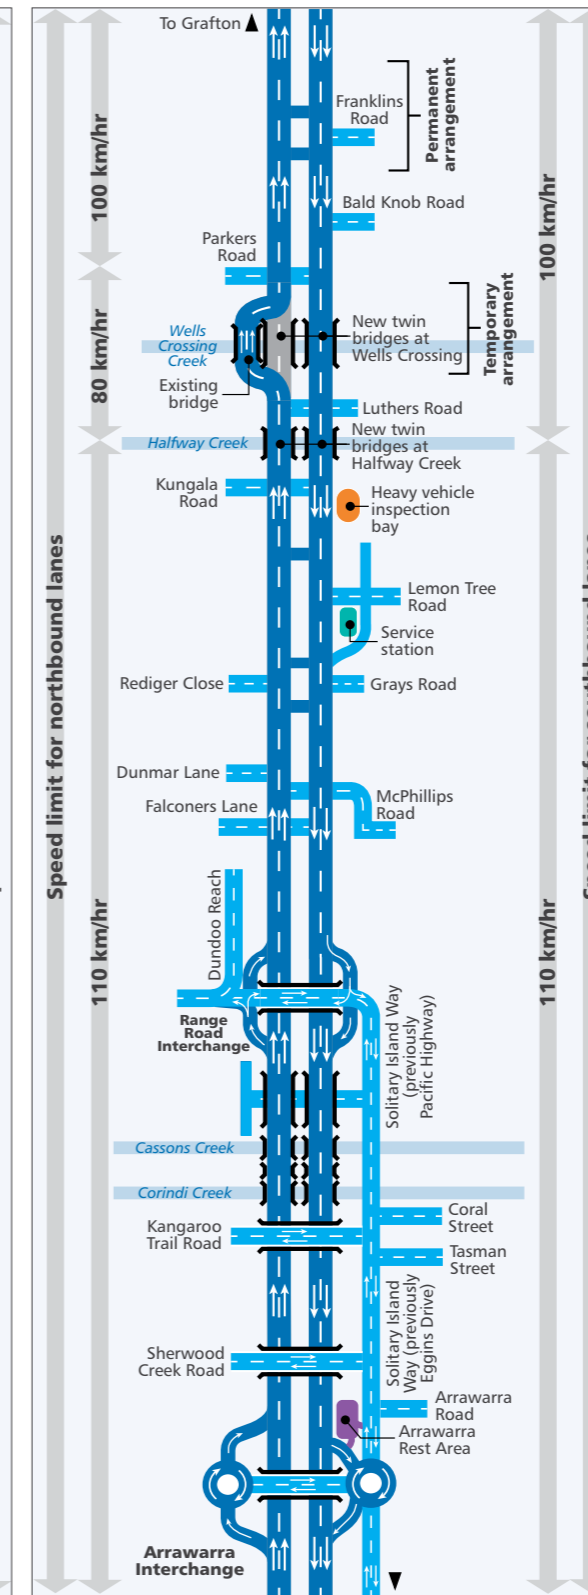 To Grafton
Franklins
Road
Permanent
arrangement
100 km/hr
100 km/hr
Bald Knob Road
Parkers
Road
80 km/hr
Wells
Crossing
Creek
New twin
bridges at
Wells Crossing
Temporary
arrangement
Existing
bridge
Luthers Road
Halfway Creek
New twin
bridges at
Halfway Creek
Kungala
Road
Heavy vehicle
inspection
bay
Speed limit for northbound lanes
Lemon Tree
Road
Service
station
Rediger Close
Grays Road
Dunmar Lane
McPhillips
Road
Falconers Lane
110 km/hr
110 km/hr
Dundoo Reach
Range
Road
Interchange
Solitary Island Way
(previously
Pacific Highway)
Cassons Creek
Corindi Creek
Kangaroo
Trail Road
Coral
Street
Tasman
Street
Solitary Island
Way (previously
Eggins Drive)
Sherwood
Creek Road
Arrawarra
Road
Arrawarra
Rest Area
Arrawarra
Interchange